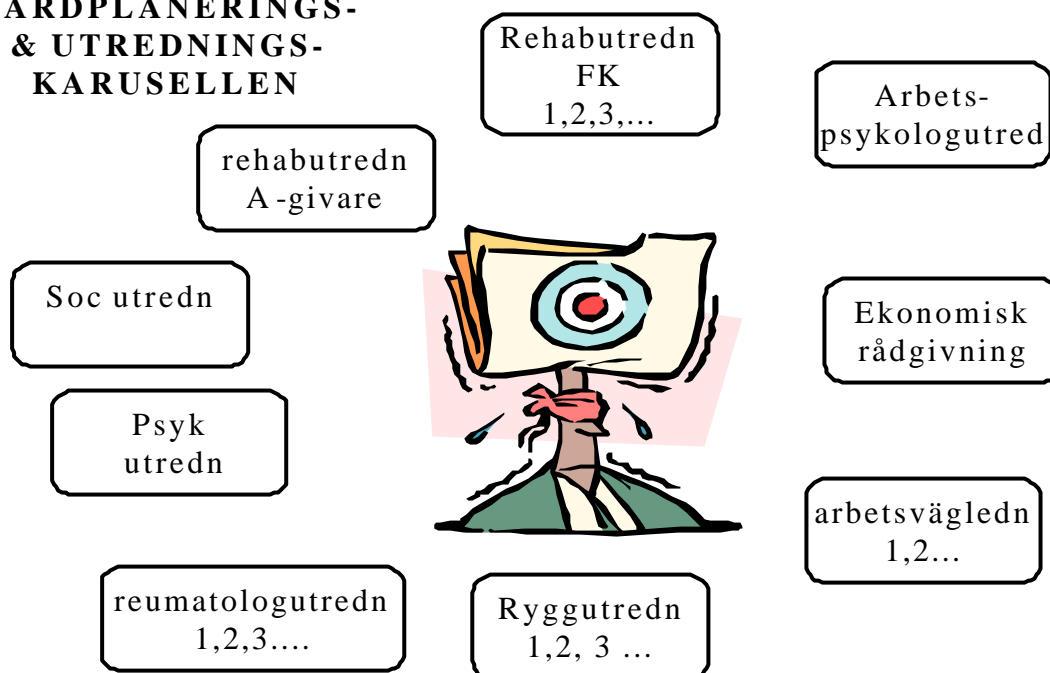 ARDPLANERINGS-
& UTREDNINGS-
KARUSELLEN
Rehabutredn
FK
1,2,3,...
Arbets-
psykologutred
rehabutredn
A-givare
Soc utredn
Ekonomisk
rådgivning
Psyk
utredn
arbetsvägledn
1,2...
reumatologutredn
1,2,3....
Ryggutredn
1,2, 3 ...